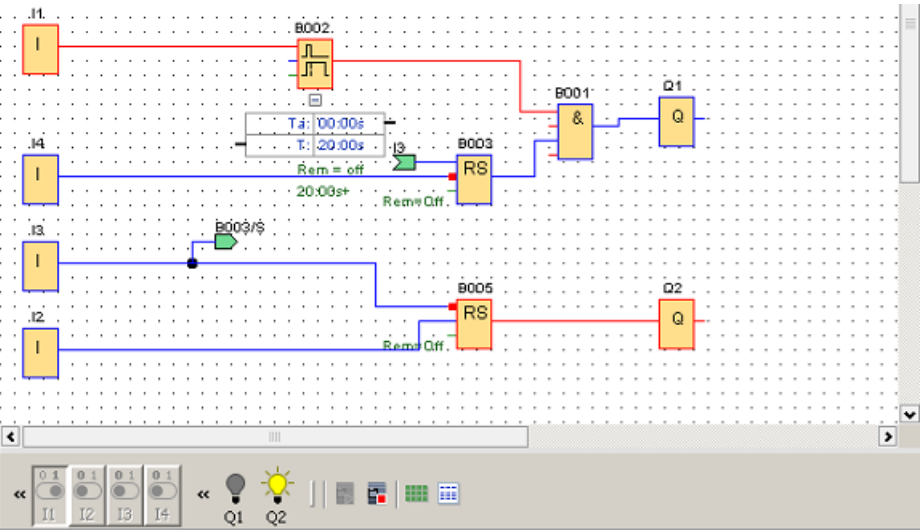 .I1
I
B002
Ta: 00:00s
T: 20:00s
Rem = off
20:00s+
B001
&
Q1
Q
.I4
I
I3
B003
RS
Rem=Off
.I3
I
B003/S
B005
RS
Rem=Off
Q2
Q
.I2
I
« 0 1 0 1 0 1 0 1 «
I1 I2 I3 I4 Q1 Q2